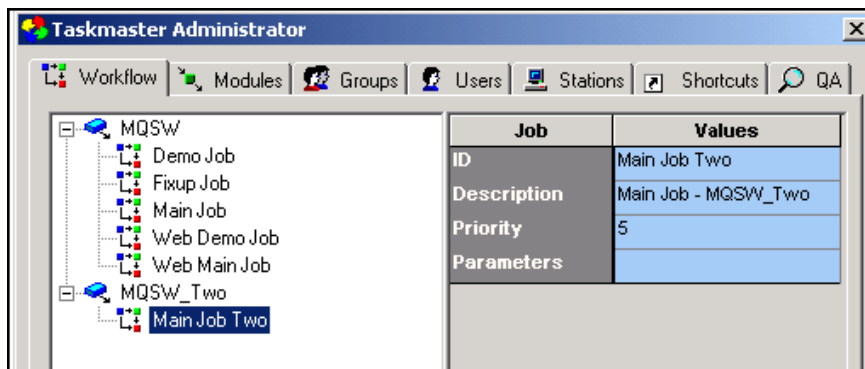 Taskmaster Administrator
Workflow Modules Groups Users Stations Shortcuts QA
MQSW
Demo Job
Fixup Job
Main Job
Web Demo Job
Web Main Job
MQSW_Two
Main Job Two
Job Values
ID Main Job Two
Description Main Job - MQSW_Two
Priority 5
Parameters